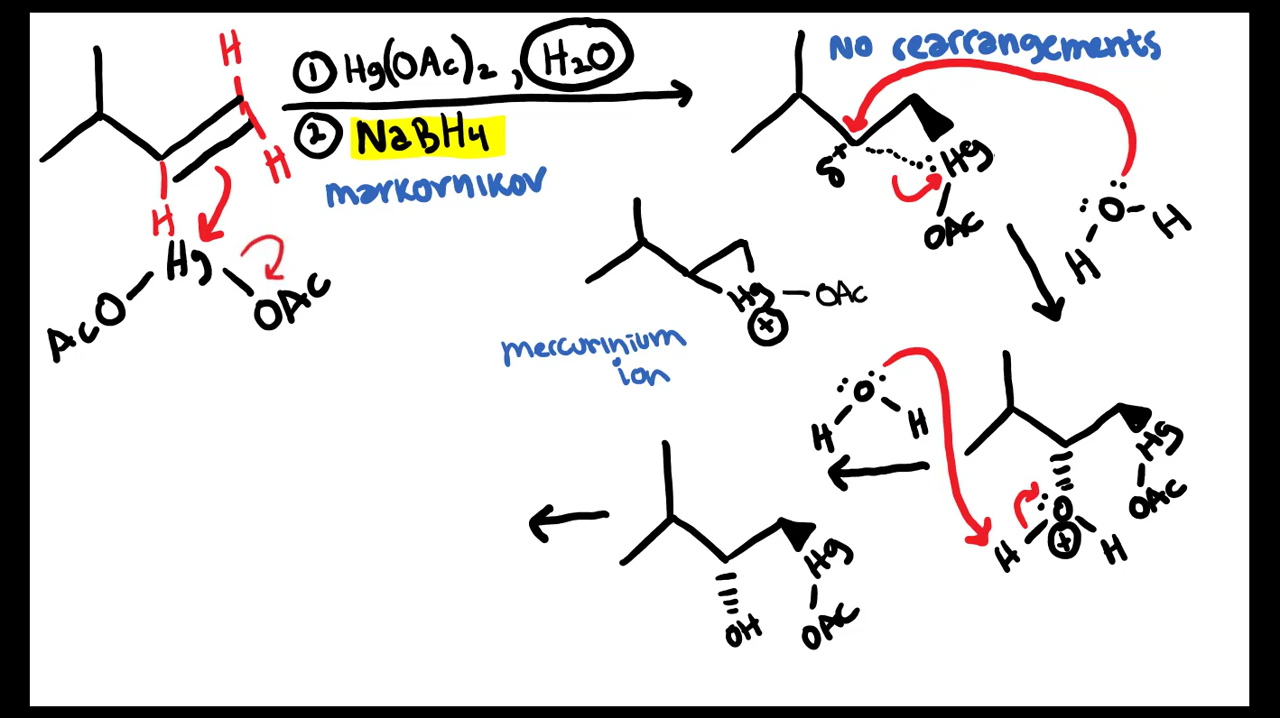 H
① Hg(OAc)2, H2O
② NaBH4
markornikov
H
H
Hg
AcO
OAc
No rearrangements
δ+
Hg
OAc
:Ö-H
H
Hg-OAc
+
mercurinium
ion
:Ö:
H H
Hg
OAc
:O
+
H H
Hg
OH
OAc